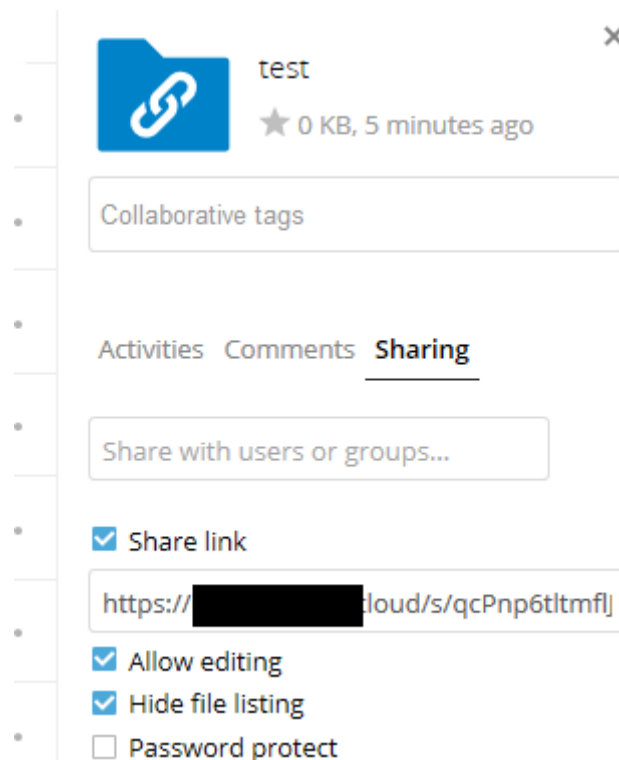 test
0 KB, 5 minutes ago
Collaborative tags
Activities Comments Sharing
Share with users or groups...
Share link
https:// cloud/s/qcPnp6tltmflJ
Allow editing
Hide file listing
Password protect